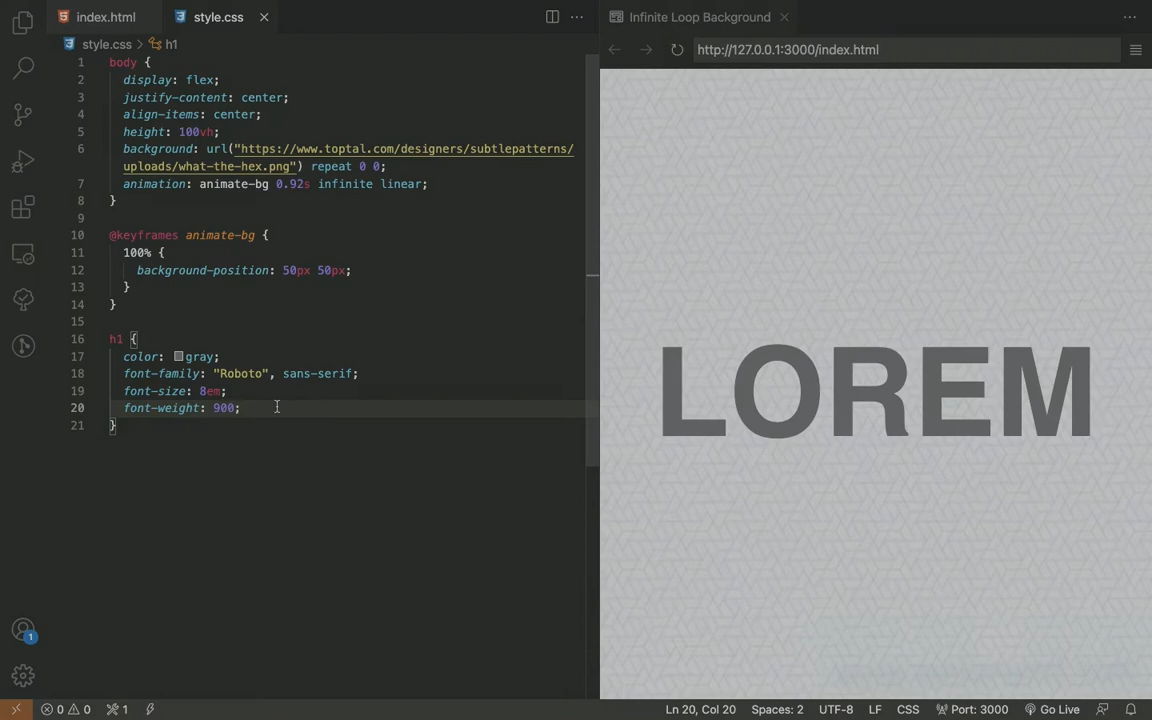 index.html
style.css
Infinite Loop Background
style.css > h1
http://127.0.0.1:3000/index.html
1 body {
2 display: flex;
3 justify-content: center;
4 align-items: center;
5 height: 100vh;
6 background: url("https://www.toptal.com/designers/subtlepatterns/
uploads/what-the-hex.png") repeat 0 0;
7 animation: animate-bg 0.92s infinite linear;
8 }
9
10 @keyframes animate-bg {
11 100% {
12 background-position: 50px 50px;
13 }
14 }
15
16 h1 {
17 color: gray;
18 font-family: "Roboto", sans-serif;
19 font-size: 8em;
20 font-weight: 900;
21 }
LOREM
1
0 0 1
Ln 20, Col 20 Spaces: 2 UTF-8 LF CSS Port: 3000 Go Live